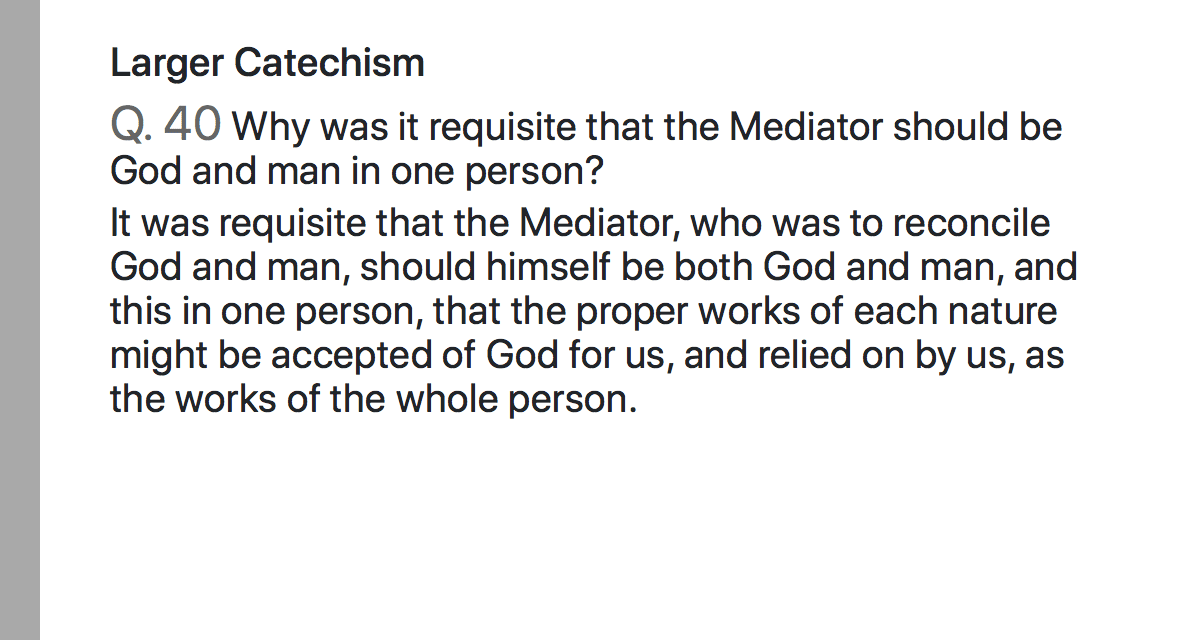 Larger Catechism
Q. 40 Why was it requisite that the Mediator should be
God and man in one person?
It was requisite that the Mediator, who was to reconcile
God and man, should himself be both God and man, and
this in one person, that the proper works of each nature
might be accepted of God for us, and relied on by us, as
the works of the whole person.